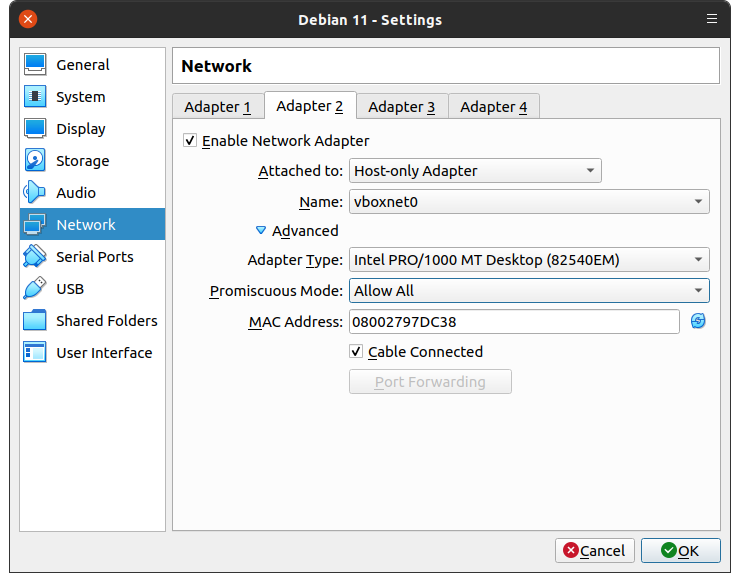 Debian 11 - Settings
General
System
Display
Storage
Audio
Network
Serial Ports
USB
Shared Folders
User Interface
Network
Adapter 1
Adapter 2
Adapter 3
Adapter 4
Enable Network Adapter
Attached to: Host-only Adapter
Name: vboxnet0
Advanced
Adapter Type: Intel PRO/1000 MT Desktop (82540EM)
Promiscuous Mode: Allow All
MAC Address: 08002797DC38
Cable Connected
Port Forwarding
Cancel
OK